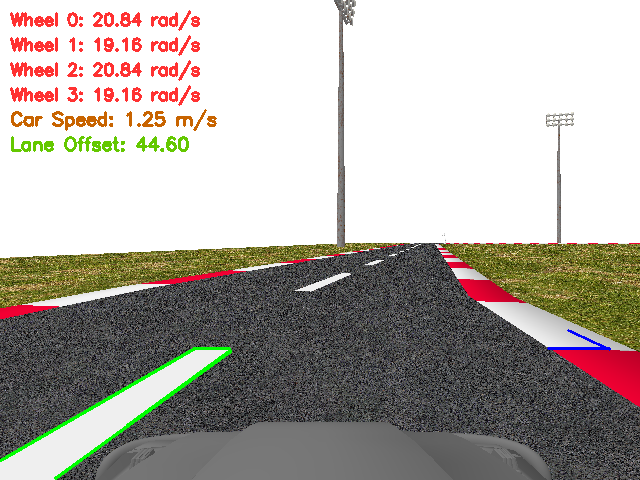 Wheel 0: 20.84 rad/s
Wheel 1: 19.16 rad/s
Wheel 2: 20.84 rad/s
Wheel 3: 19.16 rad/s
Car Speed: 1.25 m/s
Lane Offset: 44.60